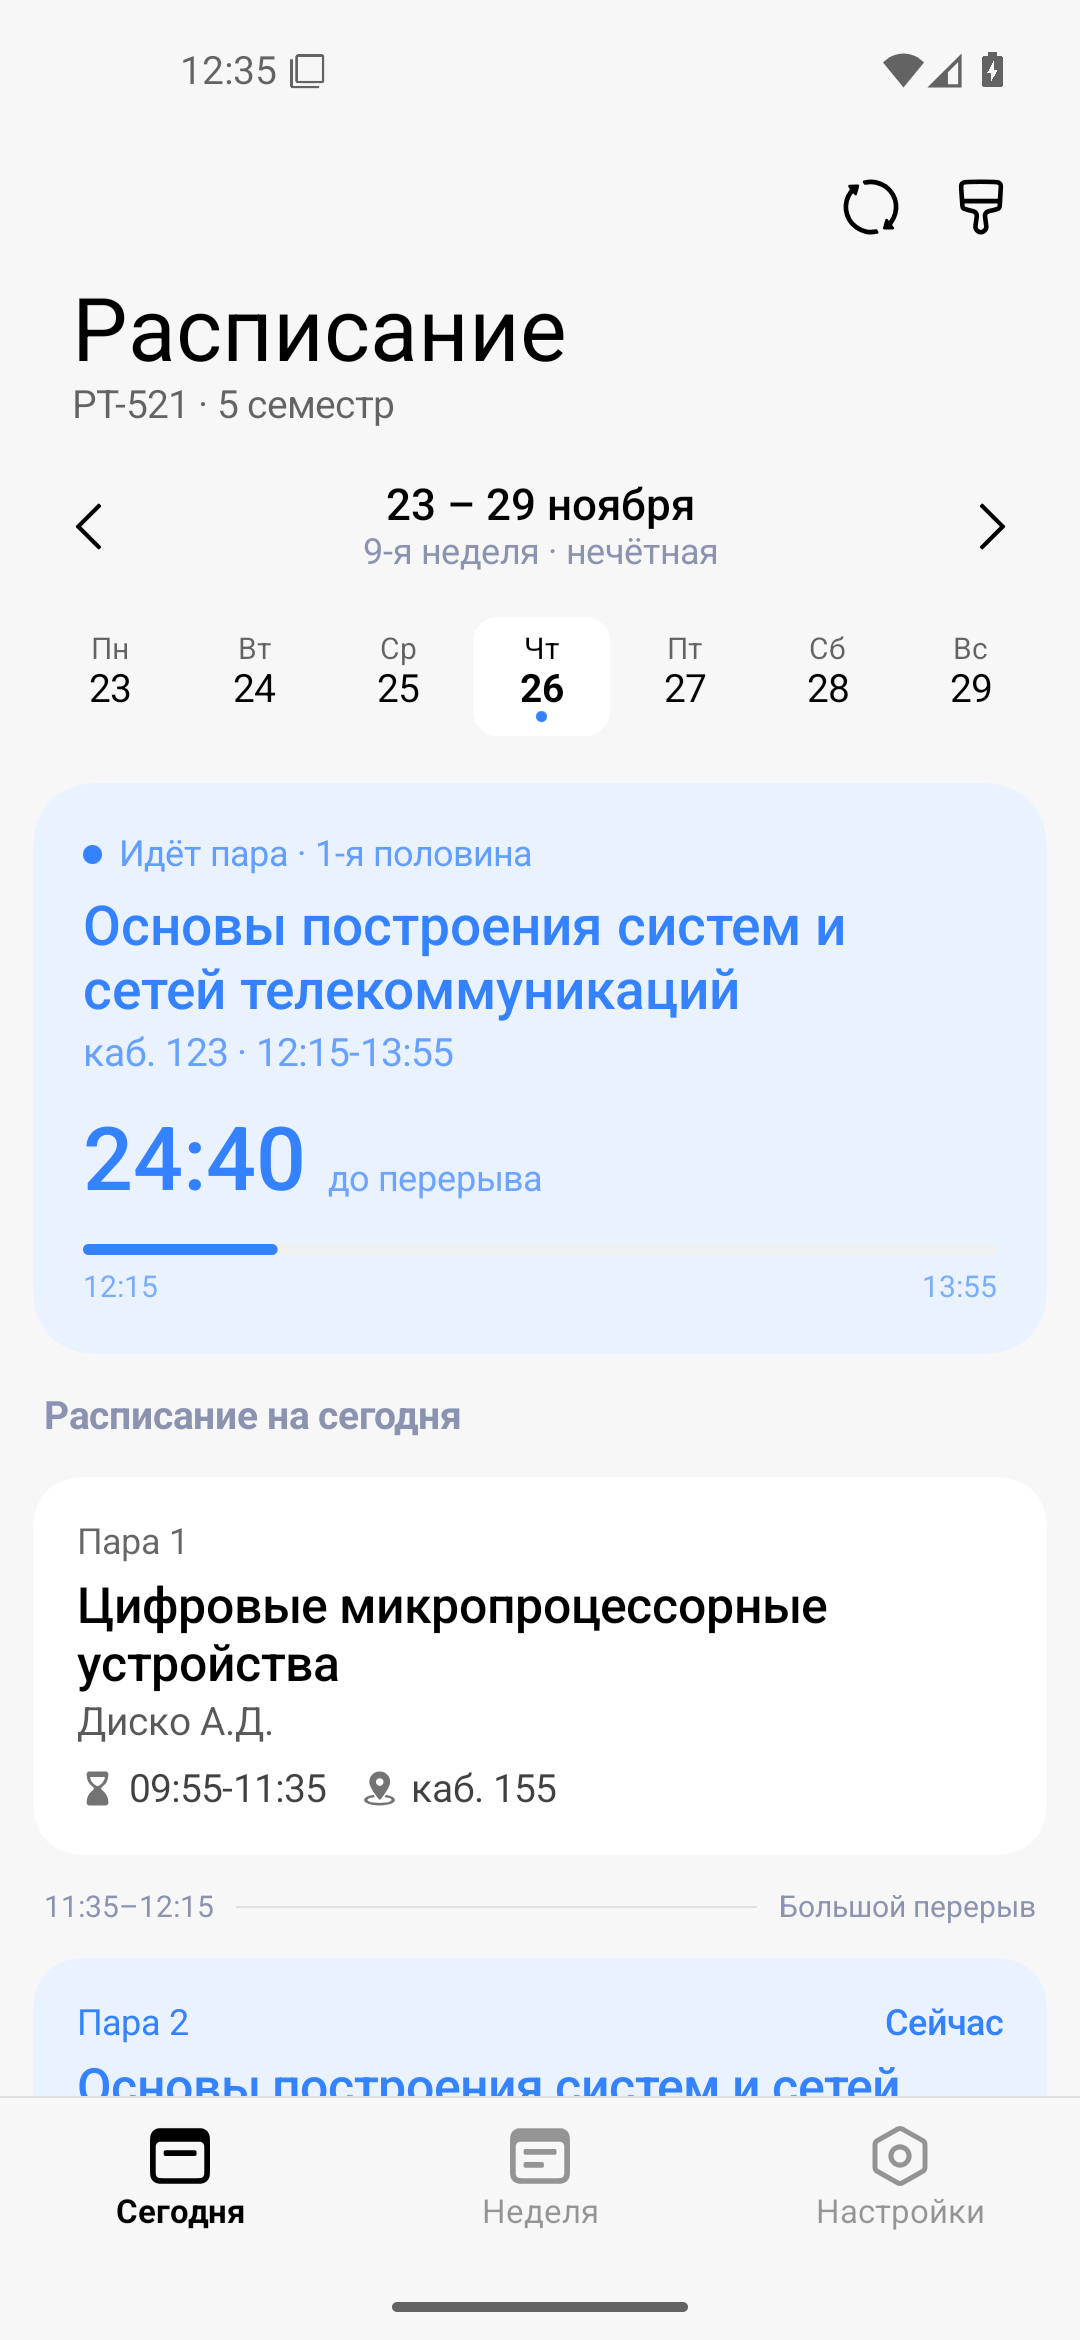 12:35
Расписание
РТ-521 · 5 семестр
23 – 29 ноября
9-я неделя · нечётная
Пн Вт Ср Чт Пт Сб Вс
23 24 25 26 27 28 29
Идёт пара · 1-я половина
Основы построения систем и
сетей телекоммуникаций
каб. 123 · 12:15-13:55
24:40 до перерыва
12:15 13:55
Расписание на сегодня
Пара 1
Цифровые микропроцессорные
устройства
Диско А.Д.
09:55-11:35 каб. 155
11:35–12:15 Большой перерыв
Пара 2 Сейчас
Основы построения систем и сетей
Сегодня Неделя Настройки